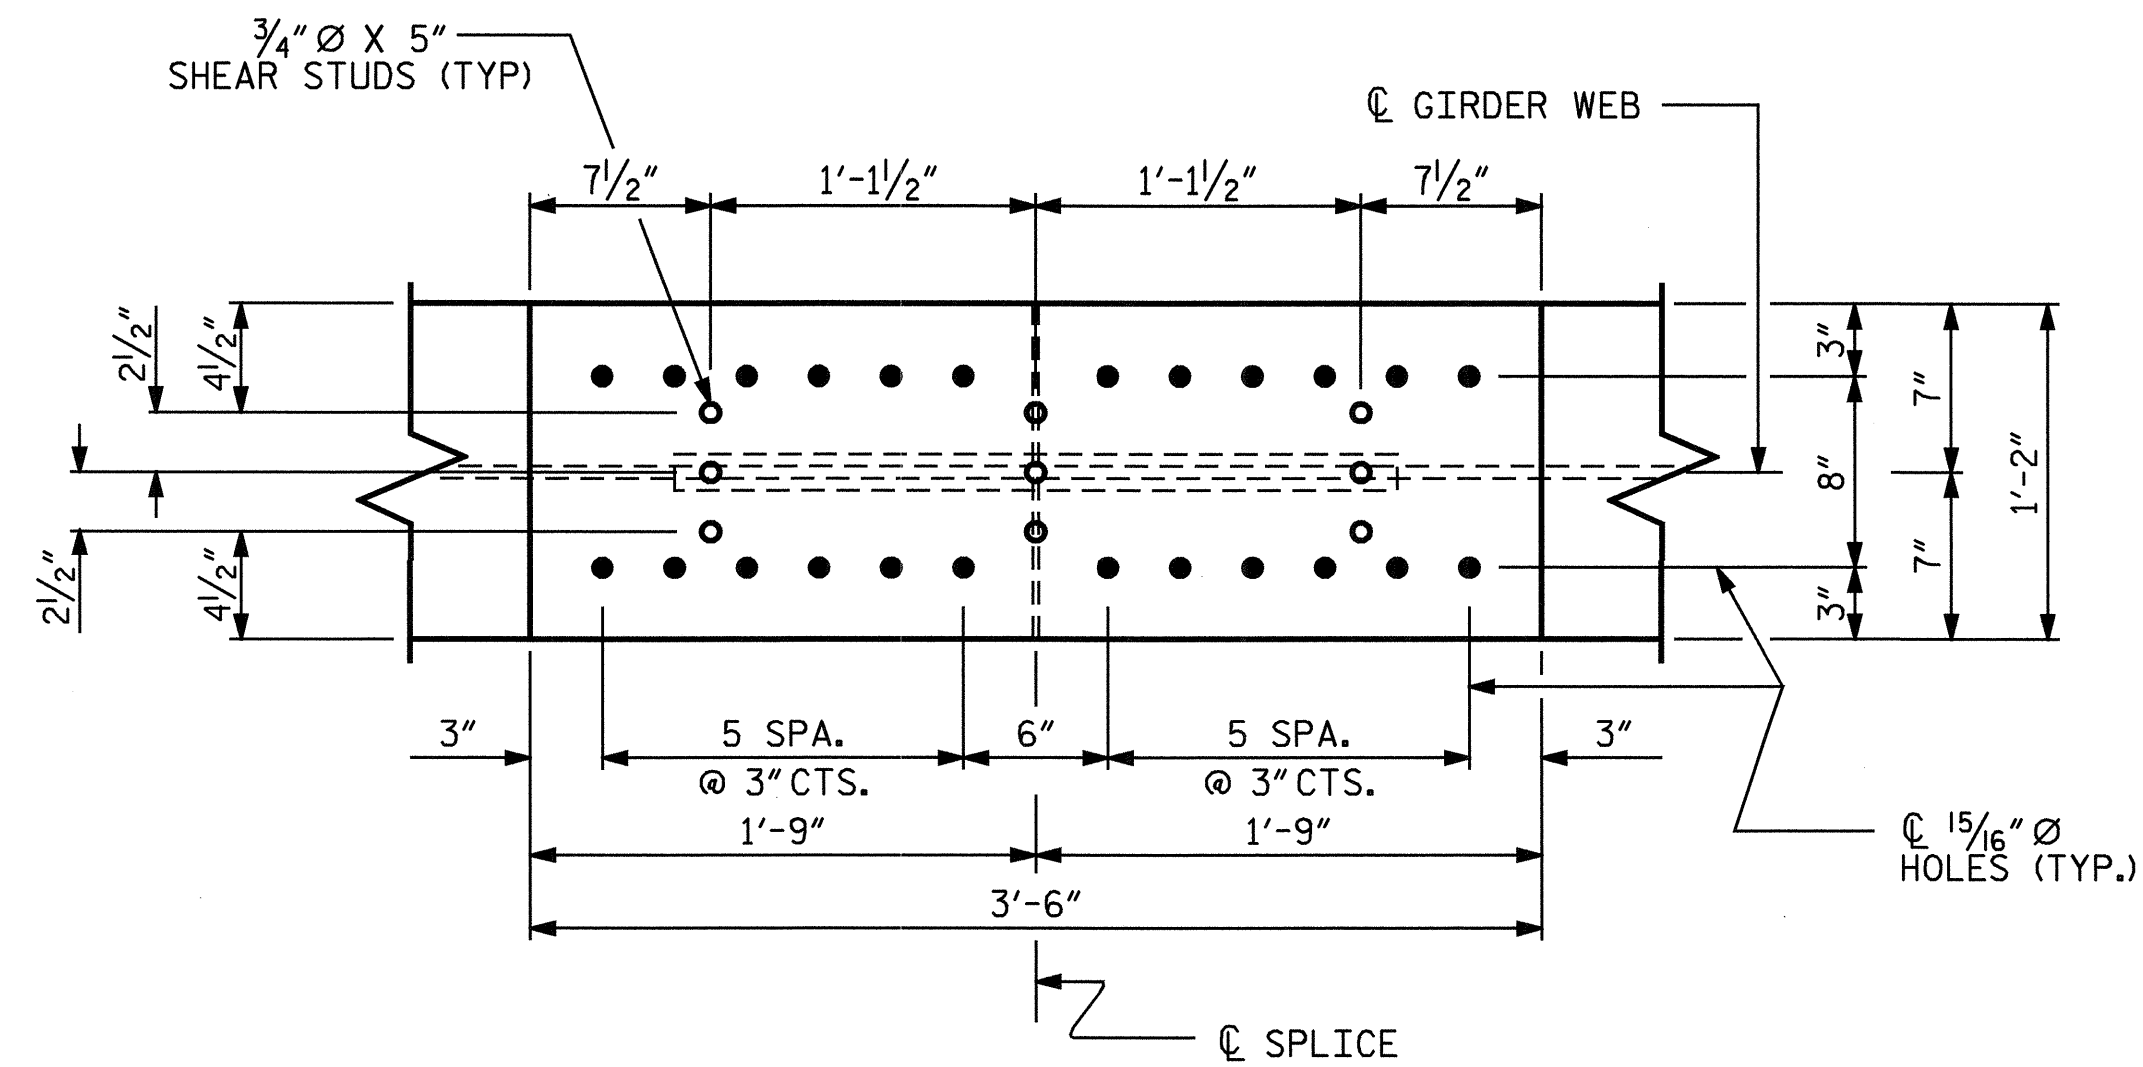 3/4" Ø X 5"
SHEAR STUDS (TYP)
℄ GIRDER WEB
7 1/2"
1'-1 1/2"
1'-1 1/2"
7 1/2"
2 1/2"
4 1/2"
3"
7"
8"
1'-2"
2 1/2"
4 1/2"
7"
3"
3"
5 SPA.
@ 3" CTS.
6"
5 SPA.
@ 3" CTS.
3"
1'-9"
1'-9"
℄ 15/16" Ø
HOLES (TYP.)
3'-6"
℄ SPLICE